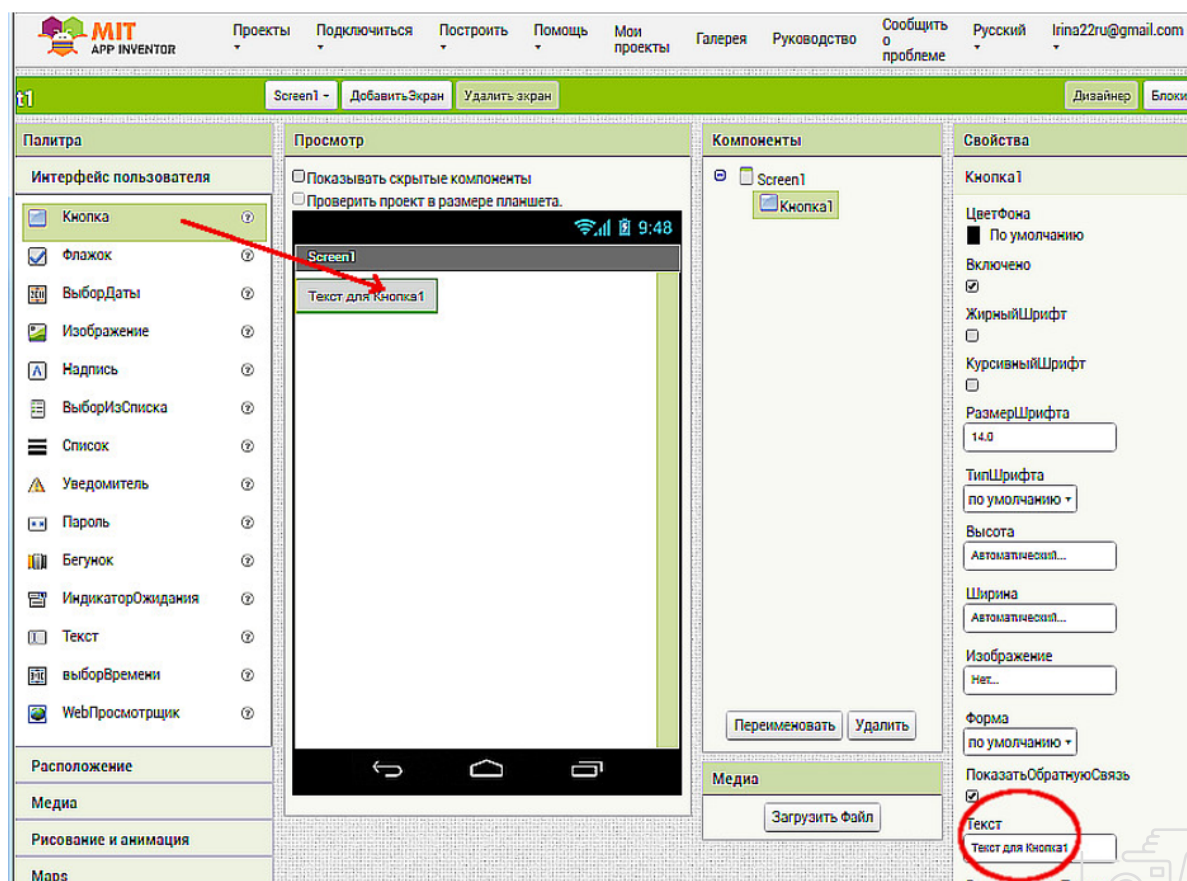 MIT
APP INVENTOR
Проекты
Подключиться
Построить
Помощь
Мои
проекты
Галерея
Руководство
Сообщить
о
проблеме
Русский
Irina22ru@gmail.com
t1
Screen1
ДобавитьЭкран
Удалить экран
Дизайнер
Блоки
Палитра
Интерфейс пользователя
Кнопка
Флажок
ВыборДаты
Изображение
Надпись
ВыборИзСписка
Список
Уведомитель
Пароль
Бегунок
ИндикаторОжидания
Текст
выборВремени
WebПросмотрщик
Расположение
Медиа
Рисование и анимация
Maps
Просмотр
Показывать скрытые компоненты
Проверить проект в размере планшета.
9:48
Screen1
Текст для Кнопка1
Компоненты
Screen1
Кнопка1
Переименовать
Удалить
Медиа
Загрузить Файл
Свойства
Кнопка1
ЦветФона
По умолчанию
Включено
ЖирныйШрифт
КурсивныйШрифт
РазмерШрифта
14.0
ТипШрифта
по умолчанию
Высота
Автоматический...
Ширина
Автоматический...
Изображение
Нет...
Форма
по умолчанию
ПоказатьОбратнуюСвязь
Текст
Текст для Кнопка1